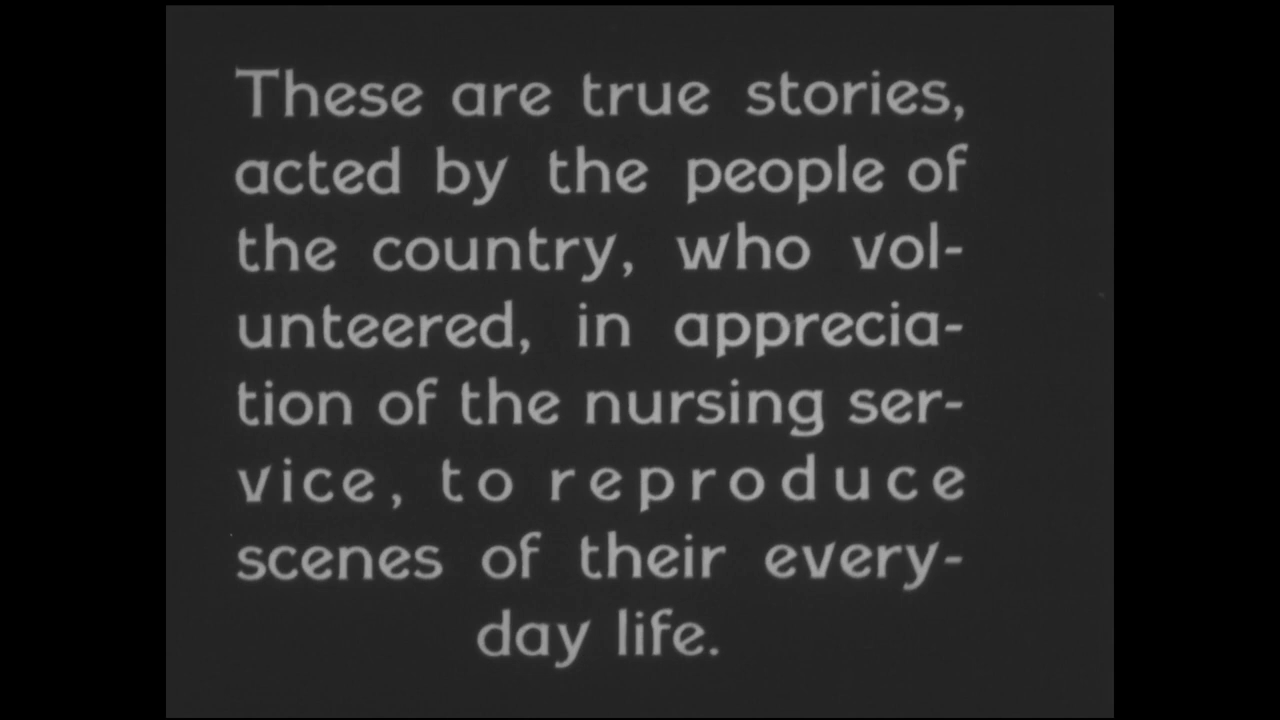 These are true stories,
acted by the people of
the country, who vol-
unteered, in apprecia-
tion of the nursing ser-
vice, to reproduce
scenes of their every-
day life.